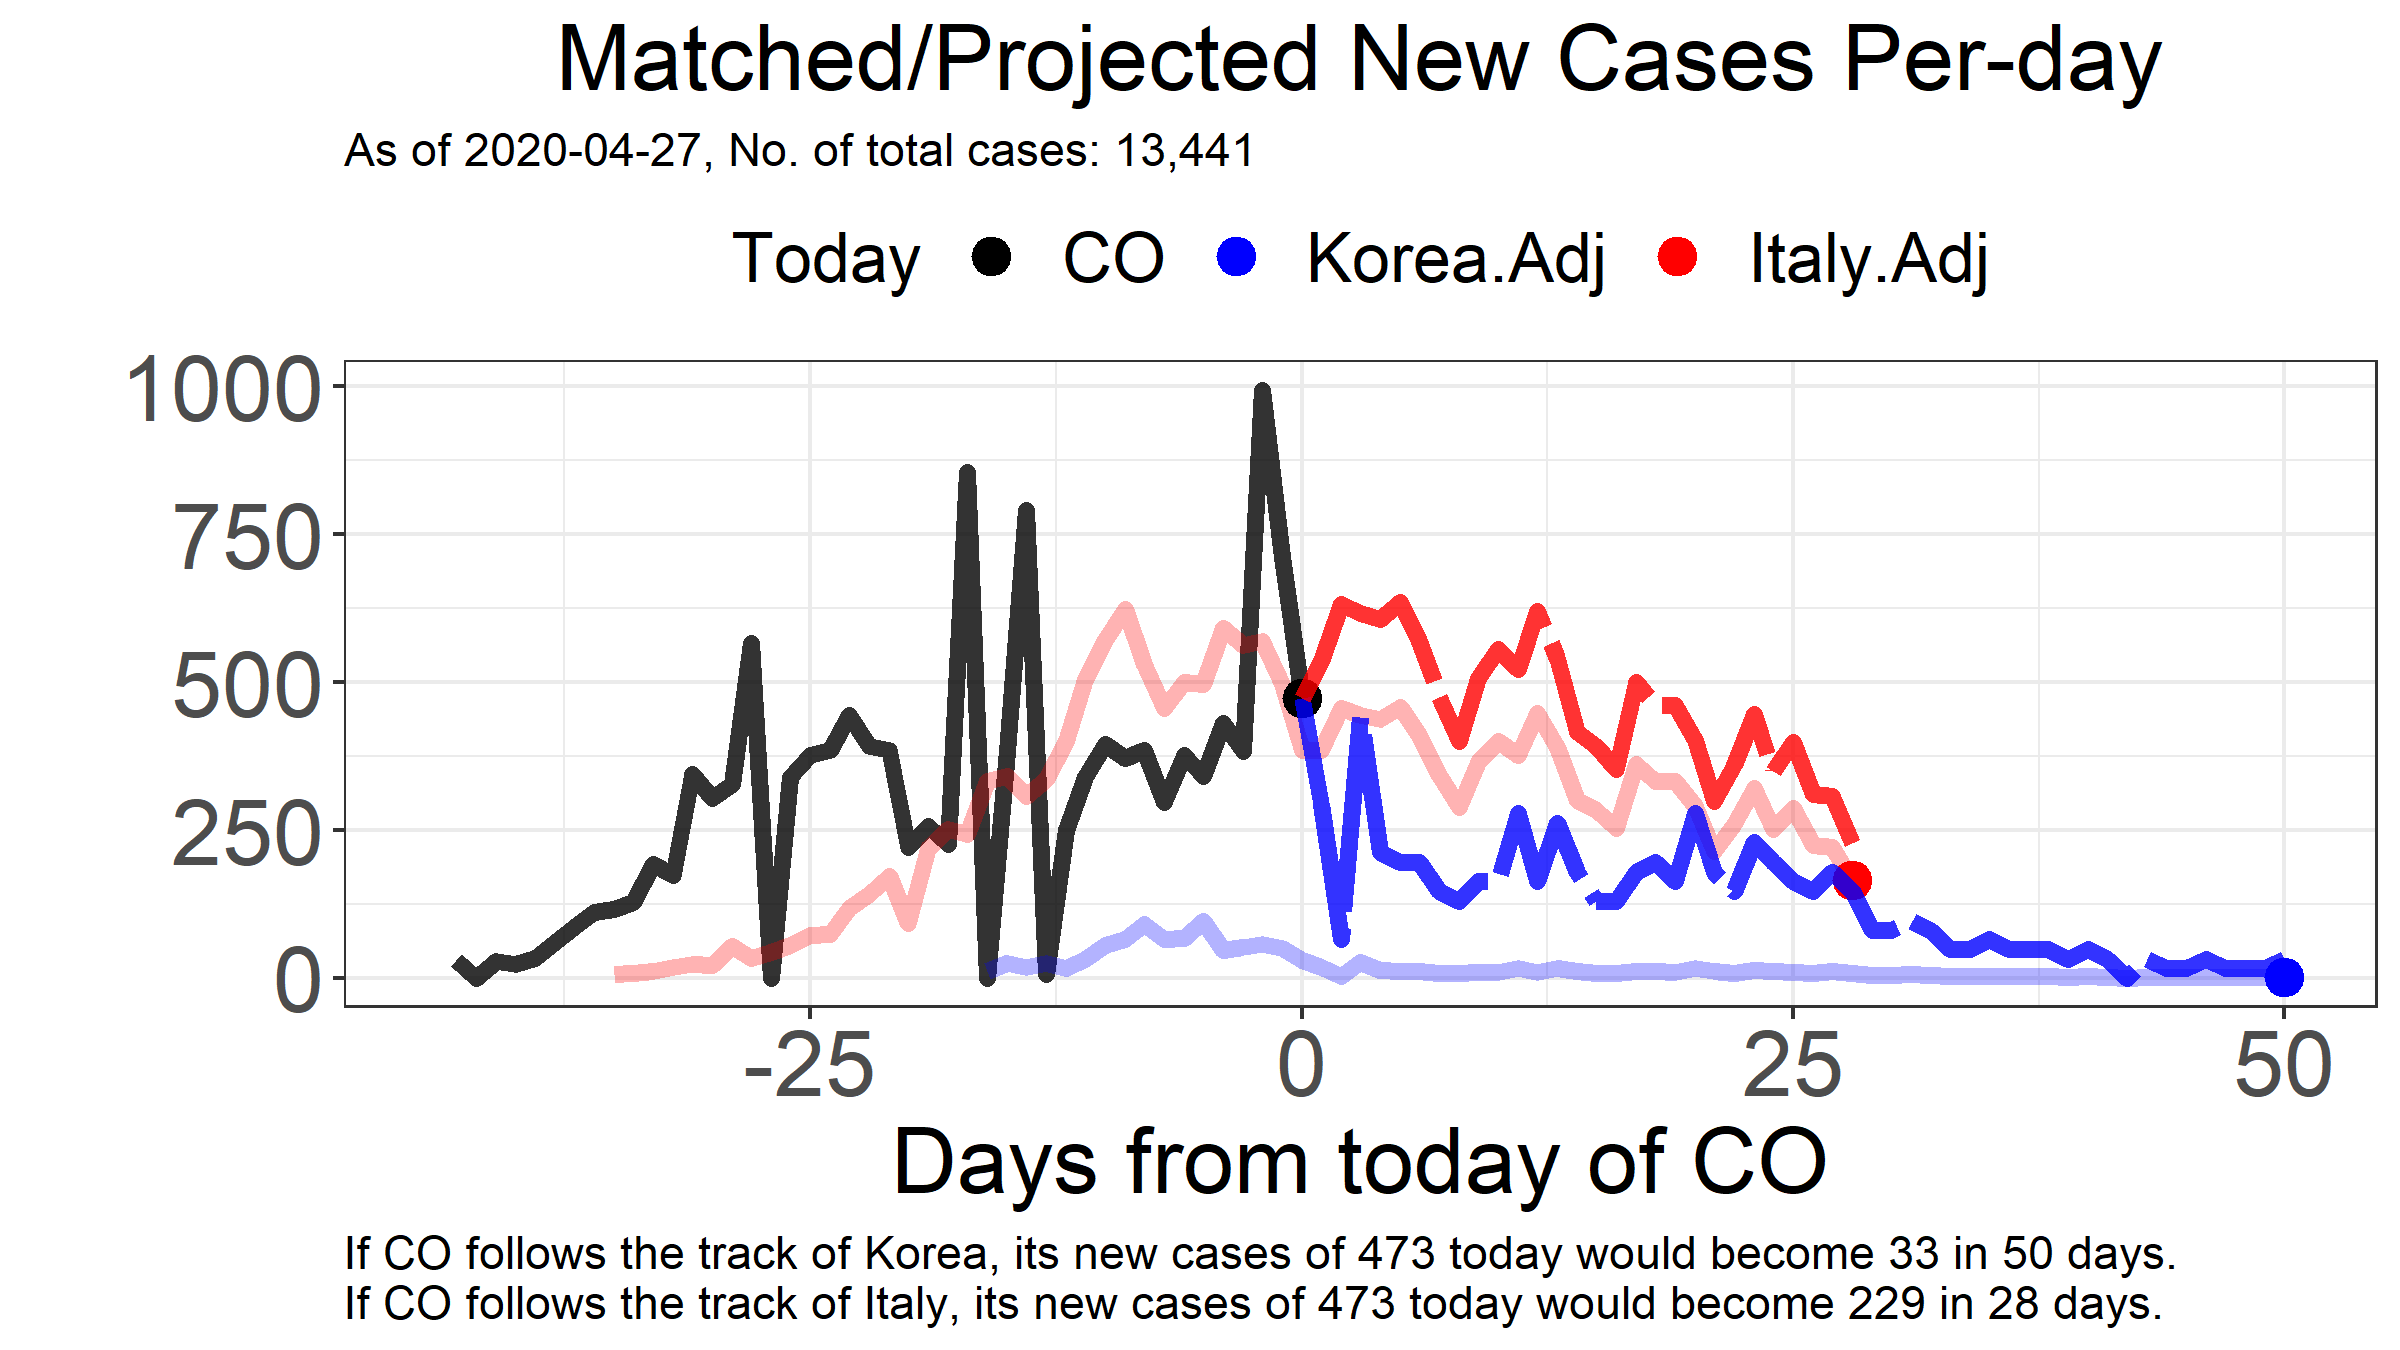 Matched/Projected New Cases Per-day
As of 2020-04-27, No. of total cases: 13,441
Today CO Korea.Adj Italy.Adj
1000
750
500
250
0
-25 0 25 50
Days from today of CO
If CO follows the track of Korea, its new cases of 473 today would become 33 in 50 days.
If CO follows the track of Italy, its new cases of 473 today would become 229 in 28 days.